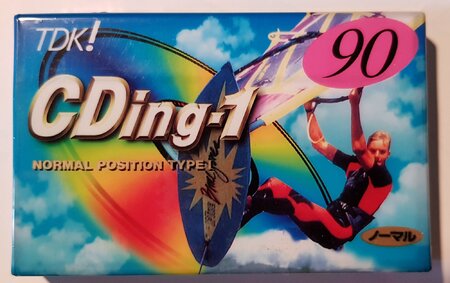 TDK!
90
CDing-1
NORMAL POSITION TYPE I
ノーマル